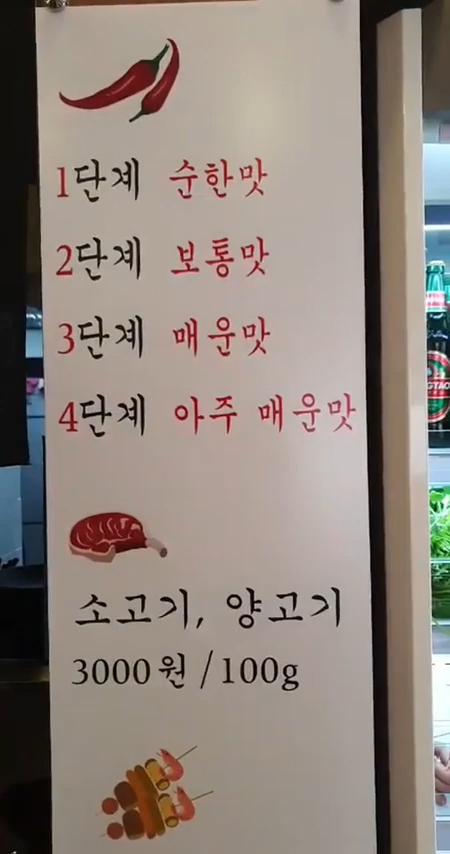 1단계 순한맛
2단계 보통맛
3단계 매운맛
4단계 아주 매운맛
소고기, 양고기
3000원/100g